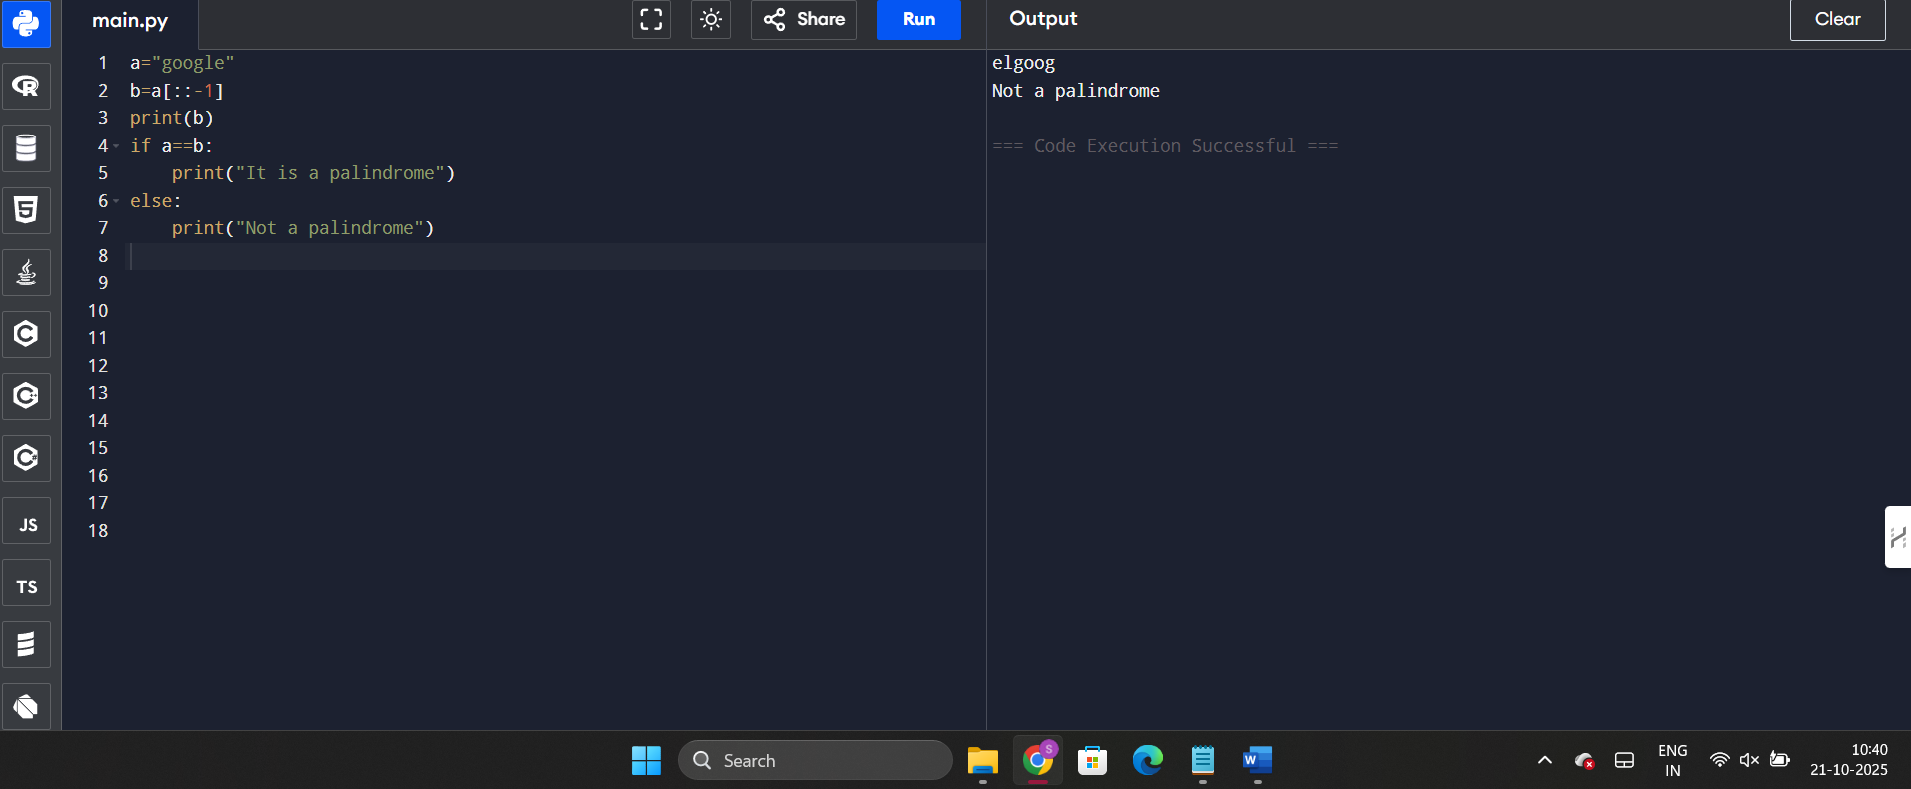 main.py
Share
Run
Output
Clear
1 a="google"
2 b=a[::-1]
3 print(b)
4 if a==b:
5     print("It is a palindrome")
6 else:
7     print("Not a palindrome")
8
9
10
11
12
13
14
15
16
17
18
elgoog
Not a palindrome
=== Code Execution Successful ===
R
5
C
C++
C#
JS
TS
Search
S
W
ENG
IN
10:40
21-10-2025